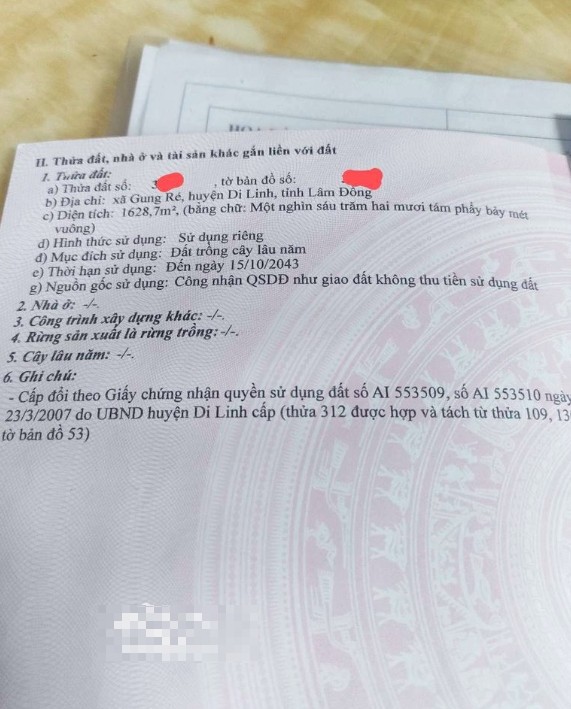 II. Thửa đất, nhà ở và tài sản khác gắn liền với đất
1. Thửa đất:
a) Thửa đất số: , tờ bản đồ số:
b) Địa chỉ: xã Gung Ré, huyện Di Linh, tỉnh Lâm Đồng
c) Diện tích: 1628,7m², (bằng chữ: Một nghìn sáu trăm hai mươi tám phẩy bảy mét
vuông)
d) Hình thức sử dụng: Sử dụng riêng
đ) Mục đích sử dụng: Đất trồng cây lâu năm
e) Thời hạn sử dụng: Đến ngày 15/10/2043
g) Nguồn gốc sử dụng: Công nhận QSDĐ như giao đất không thu tiền sử dụng đất
2. Nhà ở: -/-.
3. Công trình xây dựng khác: -/-.
4. Rừng sản xuất là rừng trồng: -/-.
5. Cây lâu năm: -/-.
6. Ghi chú:
- Cấp đổi theo Giấy chứng nhận quyền sử dụng đất số AI 553509, số AI 553510 ngày
23/3/2007 do UBND huyện Di Linh cấp (thửa 312 được hợp và tách từ thửa 109, 13
tờ bản đồ 53)